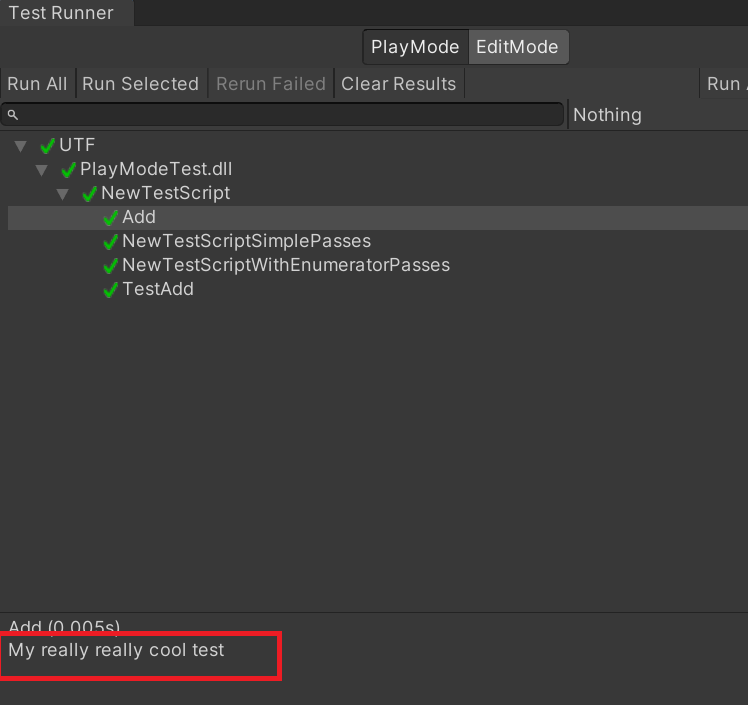 Test Runner
PlayMode EditMode
Run All Run Selected Rerun Failed Clear Results Run
Nothing
UTF
PlayModeTest.dll
NewTestScript
Add
NewTestScriptSimplePasses
NewTestScriptWithEnumeratorPasses
TestAdd
Add (0.005s)
My really really cool test